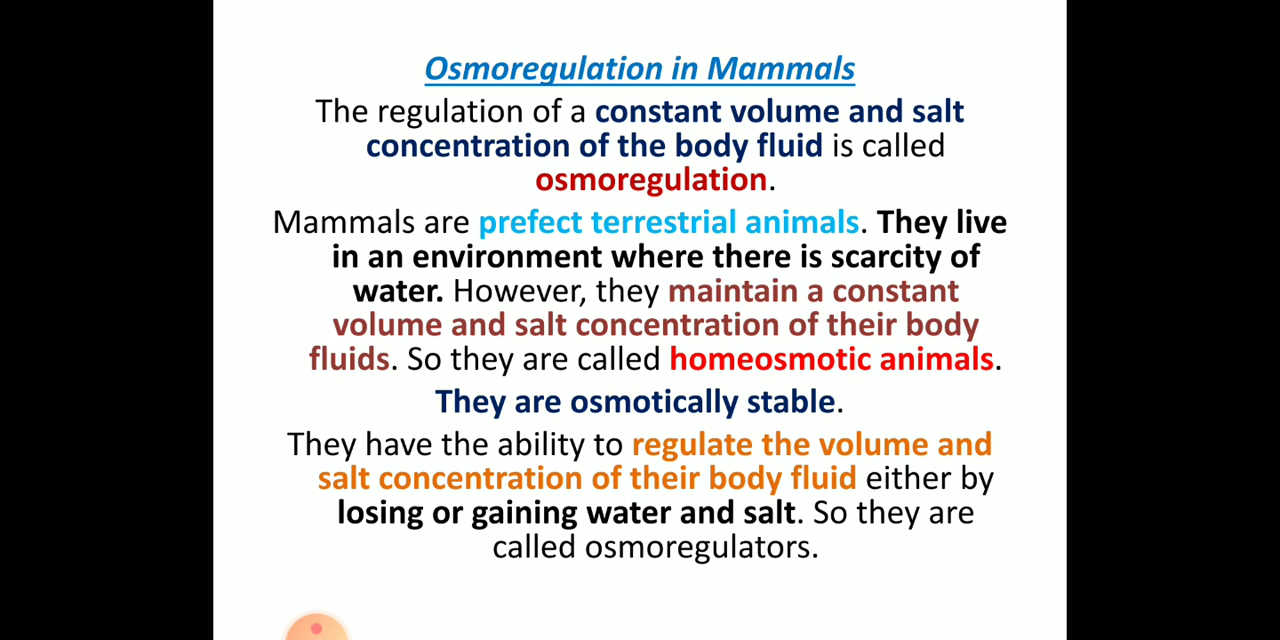 Osmoregulation in Mammals
The regulation of a constant volume and salt
concentration of the body fluid is called
osmoregulation.
Mammals are prefect terrestrial animals. They live
in an environment where there is scarcity of
water. However, they maintain a constant
volume and salt concentration of their body
fluids. So they are called homeosmotic animals.
They are osmotically stable.
They have the ability to regulate the volume and
salt concentration of their body fluid either by
losing or gaining water and salt. So they are
called osmoregulators.